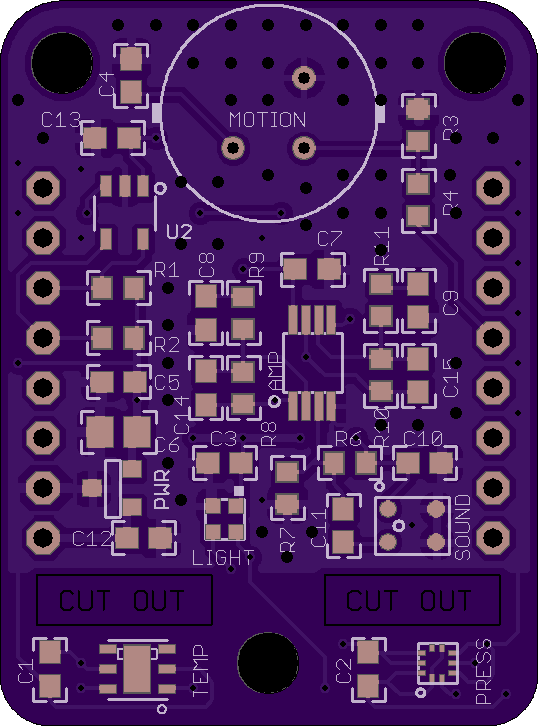 C4
MOTION
C13
R3
R4
U2
C7
R11
R1
C8
R9
C9
R2
AMP
C15
C5
C14
R10
C6
R8
C3
R6
C10
PWR
C12
LIGHT
R7
C11
SOUND
CUT OUT
CUT OUT
C1
TEMP
C2
PRESS